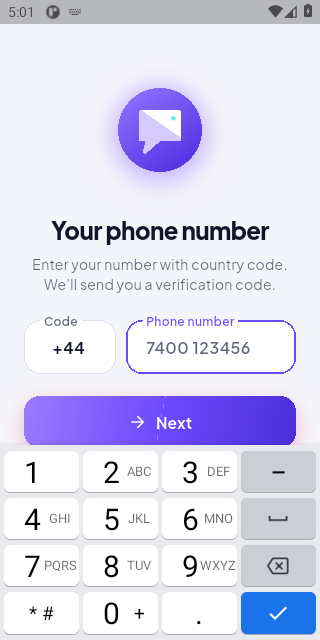 5:01
Your phone number
Enter your number with country code.
We'll send you a verification code.
Code
Phone number
+44
7400 123456
Next
1
2 ABC
3 DEF
–
4 GHI
5 JKL
6 MNO
7 PQRS
8 TUV
9 WXYZ
* #
0 +
.